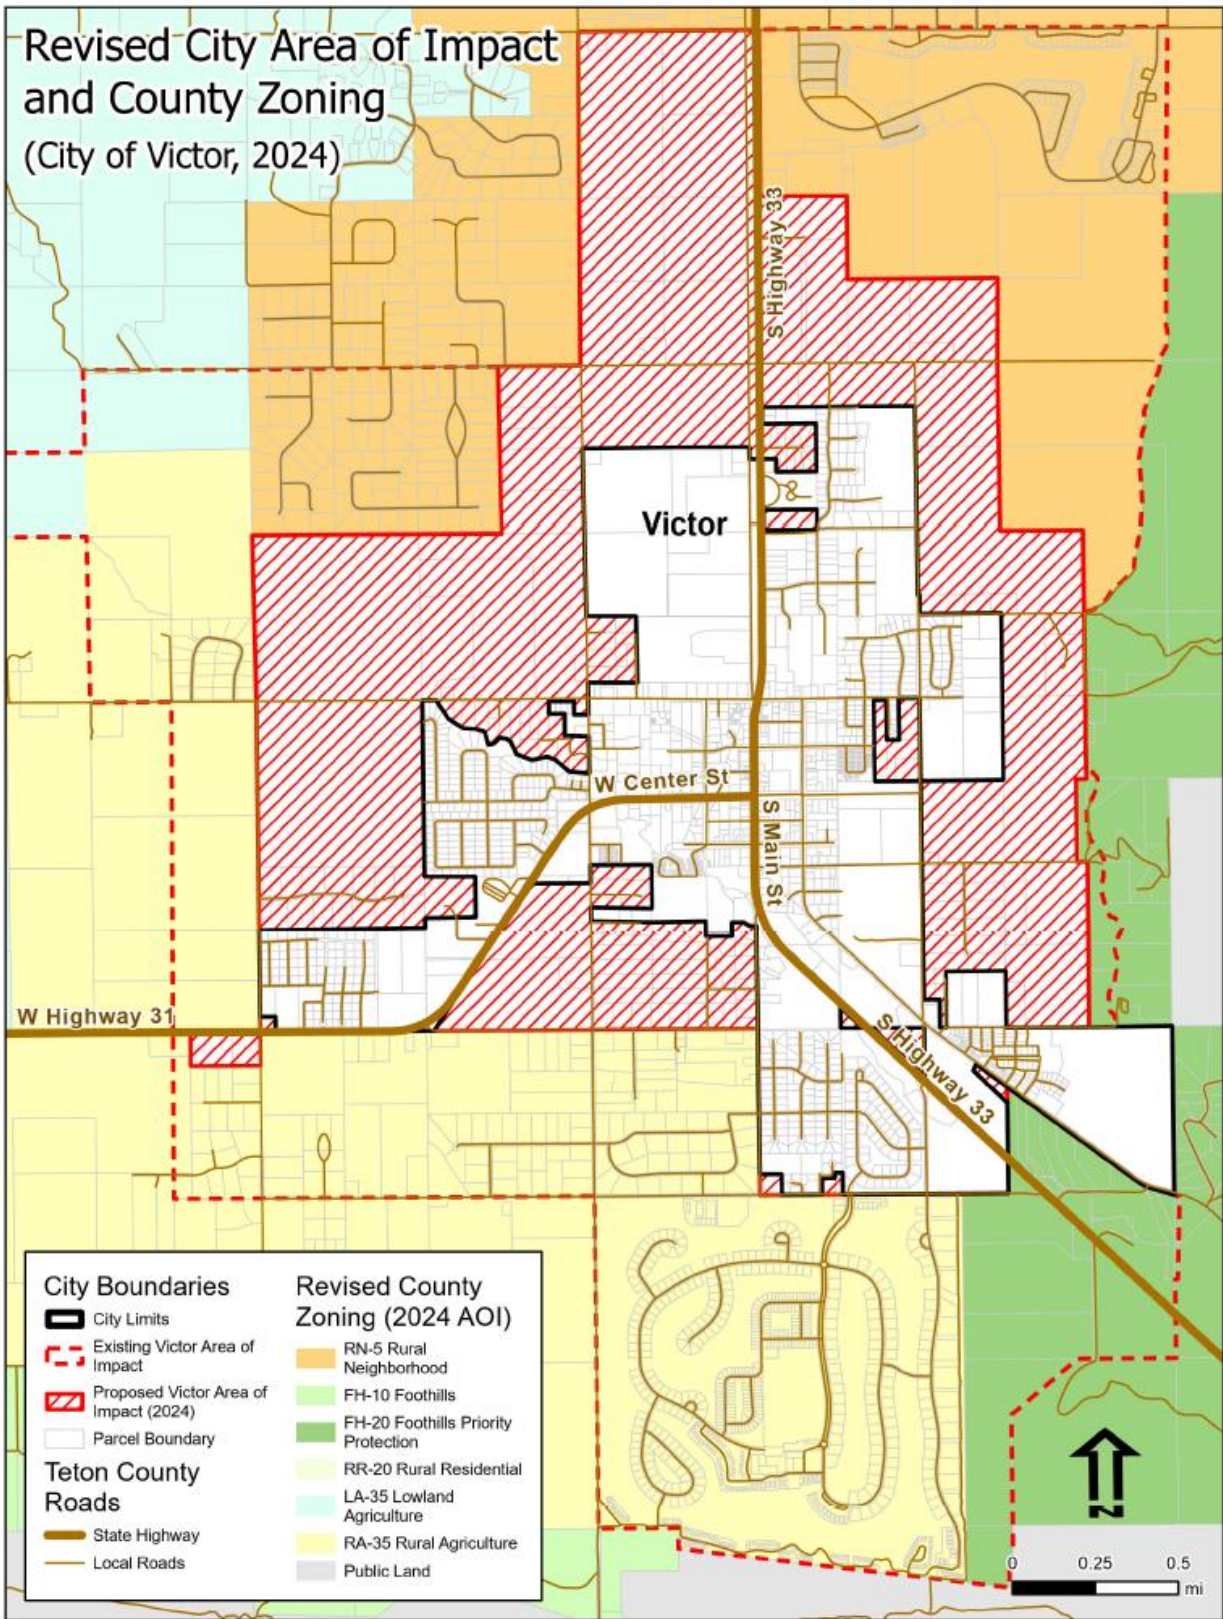 Revised City Area of Impact
and County Zoning
(City of Victor, 2024)
S Highway 33
Victor
W Center St
S Main St
W Highway 31
S Highway 33
City Boundaries
City Limits
Existing Victor Area of
Impact
Proposed Victor Area of
Impact (2024)
Parcel Boundary
Teton County
Roads
State Highway
Local Roads
Revised County
Zoning (2024 AOI)
RN-5 Rural
Neighborhood
FH-10 Foothills
FH-20 Foothills Priority
Protection
RR-20 Rural Residential
LA-35 Lowland
Agriculture
RA-35 Rural Agriculture
Public Land
N
0 0.25 0.5
mi